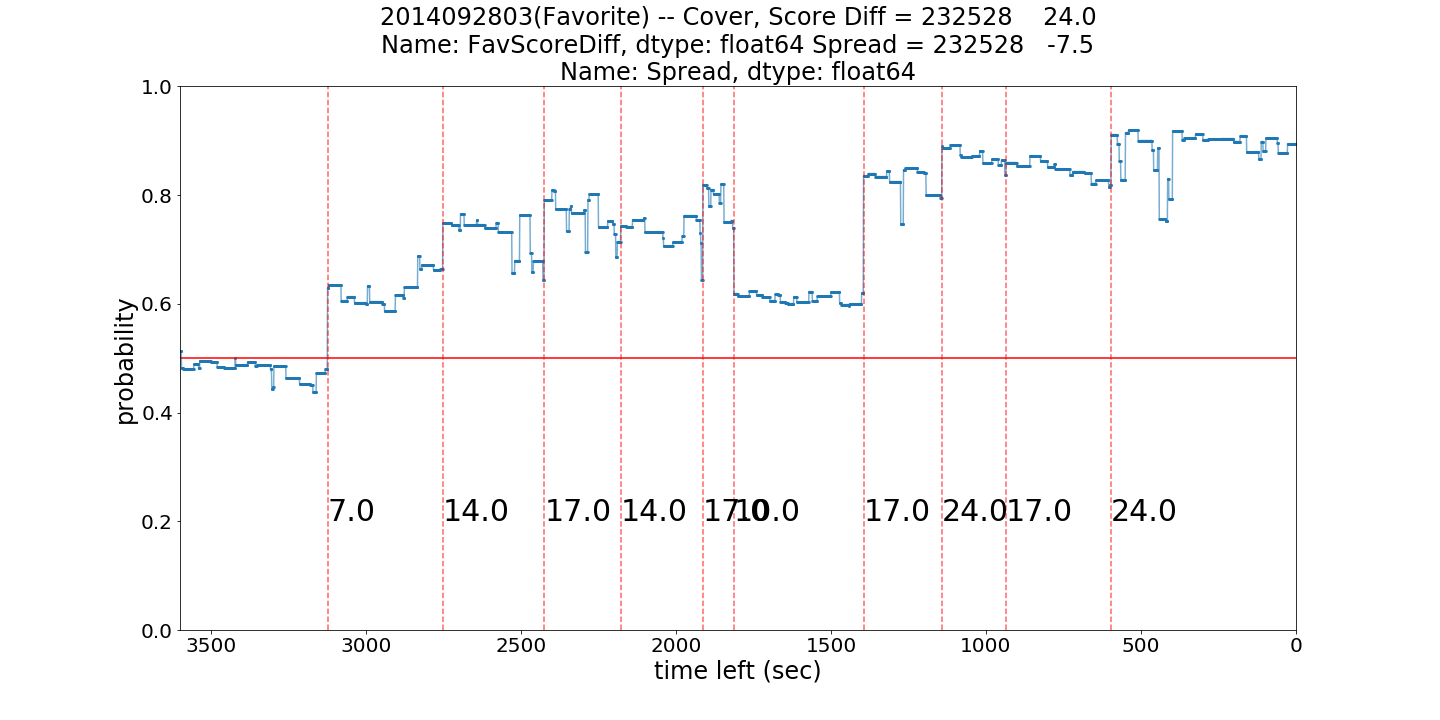 2014092803(Favorite) -- Cover, Score Diff = 232528    24.0
Name: FavScoreDiff, dtype: float64 Spread = 232528   -7.5
Name: Spread, dtype: float64
1.0
0.8
0.6
0.4
0.2
0.0
probability
7.0 14.0 17.0 14.0 17.0 10.0 17.0 24.0 17.0 24.0
3500 3000 2500 2000 1500 1000 500 0
time left (sec)